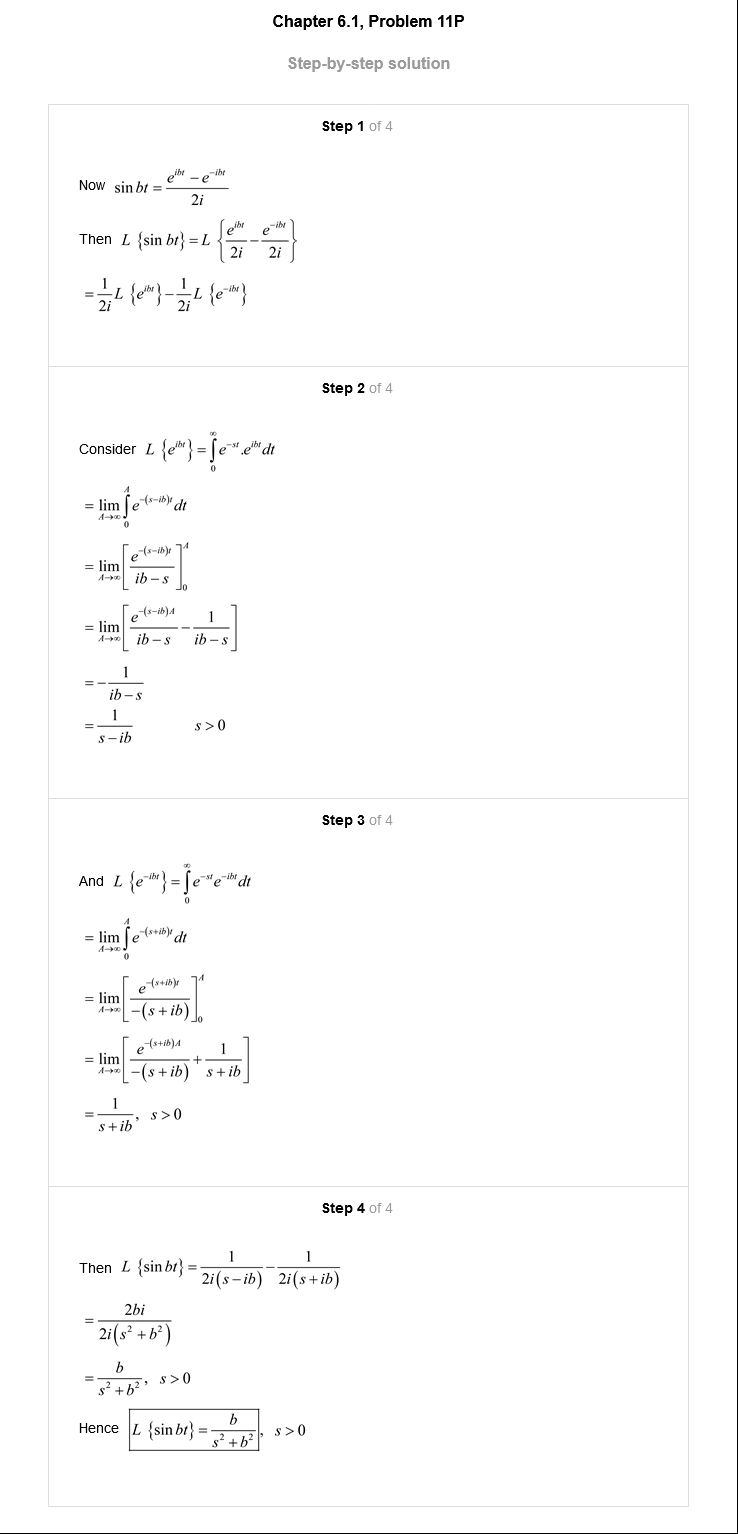 Chapter 6.1, Problem 11P
Step-by-step solution
Step 1 of 4
Now $\sin bt = \frac{e^{ibt} - e^{-ibt}}{2i}$
Then $L\{\sin bt\} = L\left\{\frac{e^{ibt}}{2i} - \frac{e^{-ibt}}{2i}\right\}$
$= \frac{1}{2i}L\{e^{ibt}\} - \frac{1}{2i}L\{e^{-ibt}\}$
Step 2 of 4
Consider $L\{e^{ibt}\} = \int_0^\infty e^{-st}.e^{ibt}dt$
$= \lim_{A\to\infty}\int_0^A e^{-(s-ib)t}dt$
$= \lim_{A\to\infty}\left[\frac{e^{-(s-ib)t}}{ib-s}\right]_0^A$
$= \lim_{A\to\infty}\left[\frac{e^{-(s-ib)A}}{ib-s} - \frac{1}{ib-s}\right]$
$= -\frac{1}{ib-s}$
$= \frac{1}{s-ib} \quad s>0$
Step 3 of 4
And $L\{e^{-ibt}\} = \int_0^\infty e^{-st}e^{-ibt}dt$
$= \lim_{A\to\infty}\int_0^A e^{-(s+ib)t}dt$
$= \lim_{A\to\infty}\left[\frac{e^{-(s+ib)t}}{-(s+ib)}\right]_0^A$
$= \lim_{A\to\infty}\left[\frac{e^{-(s+ib)A}}{-(s+ib)} + \frac{1}{s+ib}\right]$
$= \frac{1}{s+ib}, \quad s>0$
Step 4 of 4
Then $L\{\sin bt\} = \frac{1}{2i(s-ib)} - \frac{1}{2i(s+ib)}$
$= \frac{2bi}{2i(s^2+b^2)}$
$= \frac{b}{s^2+b^2}, \quad s>0$
Hence $\boxed{L\{\sin bt\} = \frac{b}{s^2+b^2}}, \quad s>0$